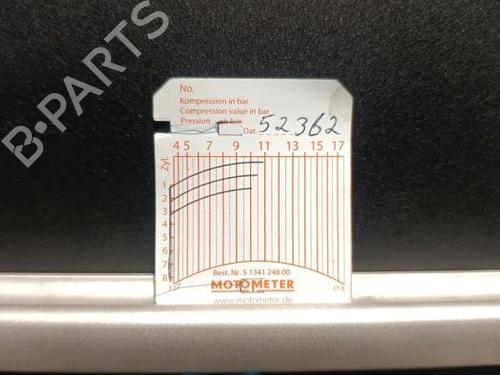 B-PARTS
No.
Kompression in bar
Compression value in bar
Pression en bar
Dat. 52362
4 5 7 9 11 13 15 17
Zyl.
1
2
3
4
5
6
7
8
Best. Nr. 5 1341 248 00
MOTOMETER
www.motometer.de